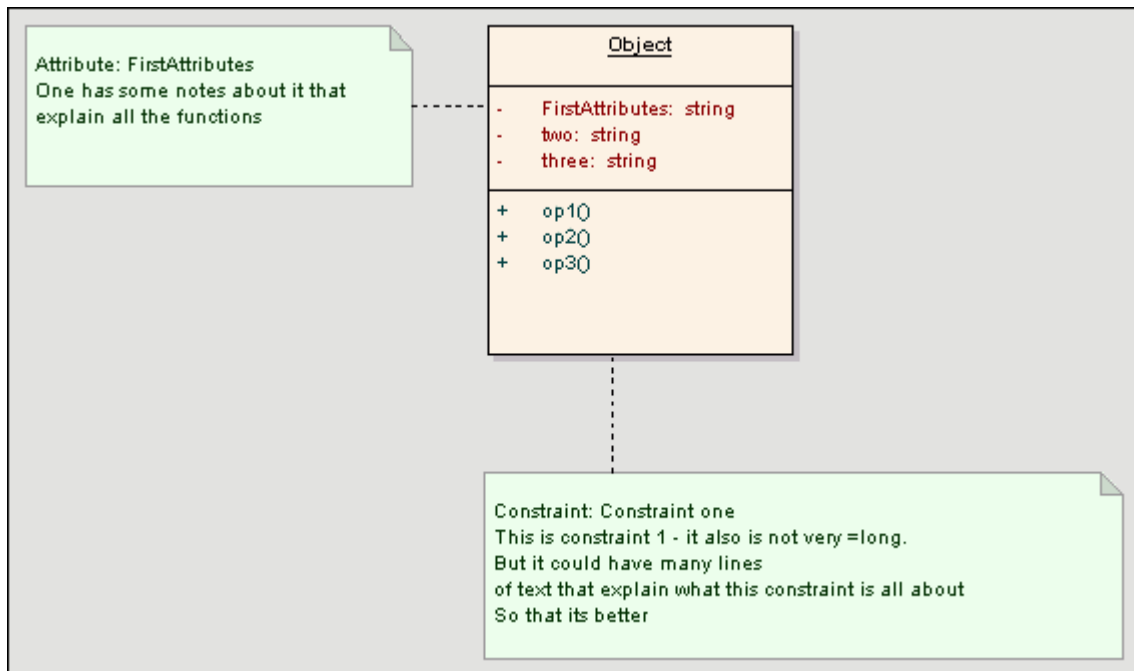 Attribute: FirstAttributes
One has some notes about it that
explain all the functions
Object
- FirstAttributes: string
- two: string
- three: string
+ op1()
+ op2()
+ op3()
Constraint: Constraint one
This is constraint 1 - it also is not very =long.
But it could have many lines
of text that explain what this constraint is all about
So that its better